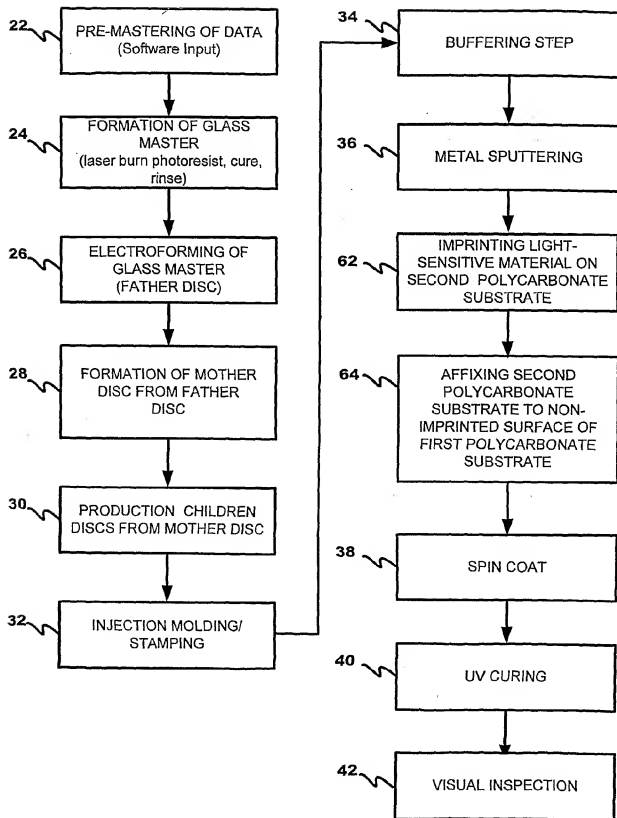 22
PRE-MASTERING OF DATA
(Software Input)
24
FORMATION OF GLASS
MASTER
(laser burn photoresist, cure,
rinse)
26
ELECTROFORMING OF
GLASS MASTER
(FATHER DISC)
28
FORMATION OF MOTHER
DISC FROM FATHER
DISC
30
PRODUCTION CHILDREN
DISCS FROM MOTHER DISC
32
INJECTION MOLDING/
STAMPING
34
BUFFERING STEP
36
METAL SPUTTERING
62
IMPRINTING LIGHT-
SENSITIVE MATERIAL ON
SECOND POLYCARBONATE
SUBSTRATE
64
AFFIXING SECOND
POLYCARBONATE
SUBSTRATE TO NON-
IMPRINTED SURFACE OF
FIRST POLYCARBONATE
SUBSTRATE
38
SPIN COAT
40
UV CURING
42
VISUAL INSPECTION